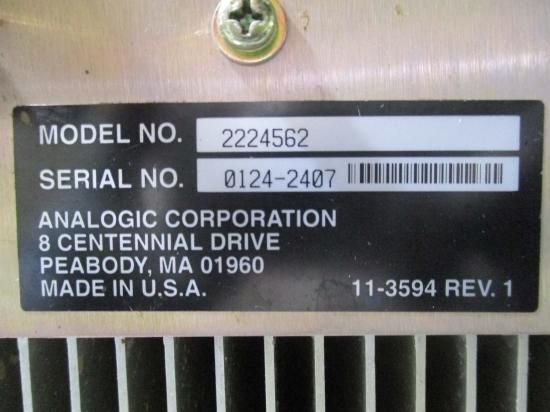 MODEL NO. 2224562
SERIAL NO. 0124-2407
ANALOGIC CORPORATION
8 CENTENNIAL DRIVE
PEABODY, MA 01960
MADE IN U.S.A. 11-3594 REV. 1